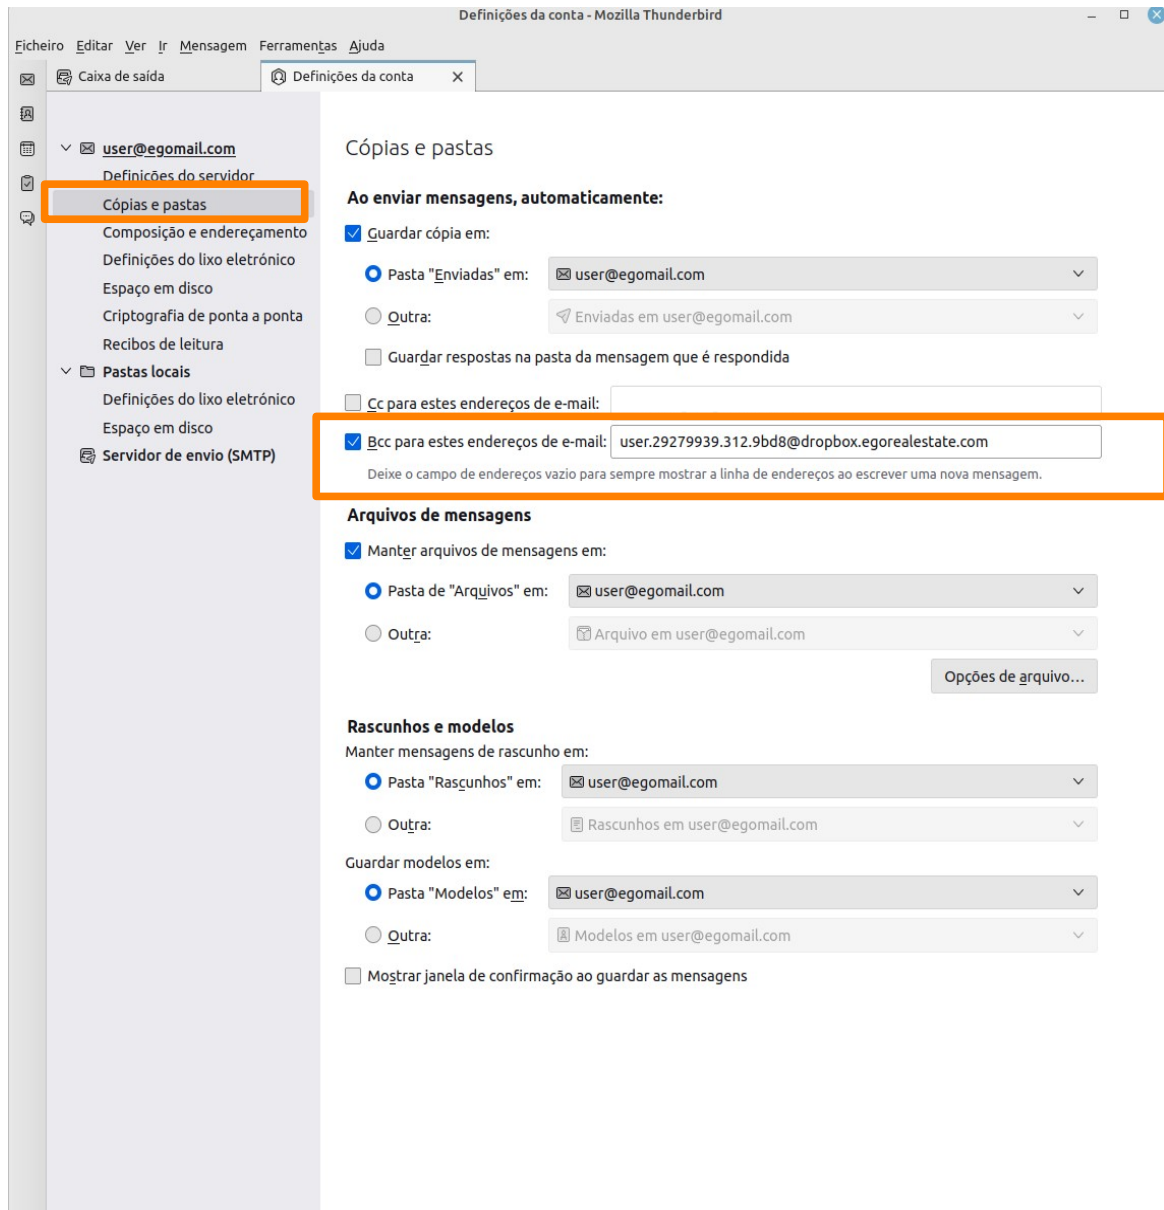 Definições da conta - Mozilla Thunderbird
Ficheiro Editar Ver Ir Mensagem Ferramentas Ajuda
Caixa de saída
Definições da conta
user@egomail.com
Definições do servidor
Cópias e pastas
Composição e endereçamento
Definições do lixo eletrónico
Espaço em disco
Criptografia de ponta a ponta
Recibos de leitura
Pastas locais
Definições do lixo eletrónico
Espaço em disco
Servidor de envio (SMTP)
Cópias e pastas
Ao enviar mensagens, automaticamente:
Guardar cópia em:
Pasta "Enviadas" em: user@egomail.com
Outra: Enviadas em user@egomail.com
Guardar respostas na pasta da mensagem que é respondida
Cc para estes endereços de e-mail:
Bcc para estes endereços de e-mail: user.29279939.312.9bd8@dropbox.egorealestate.com
Deixe o campo de endereços vazio para sempre mostrar a linha de endereços ao escrever uma nova mensagem.
Arquivos de mensagens
Manter arquivos de mensagens em:
Pasta de "Arquivos" em: user@egomail.com
Outra: Arquivo em user@egomail.com
Opções de arquivo...
Rascunhos e modelos
Manter mensagens de rascunho em:
Pasta "Rascunhos" em: user@egomail.com
Outra: Rascunhos em user@egomail.com
Guardar modelos em:
Pasta "Modelos" em: user@egomail.com
Outra: Modelos em user@egomail.com
Mostrar janela de confirmação ao guardar as mensagens